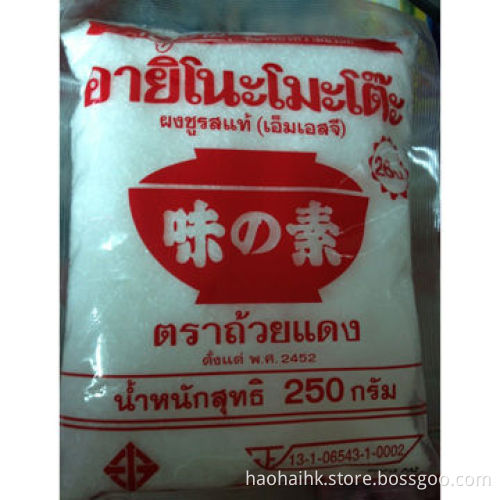 อายิโนะโมะโต๊ะ
ผงชูรสแท้ (เอ็มเอสจี)
味の素
ตราถ้วยแดง
ตั้งแต่ พ.ศ. 2452
น้ำหนักสุทธิ 250 กรัม
13-1-06543-1-0002
haohaihk.store.bossgoo.com